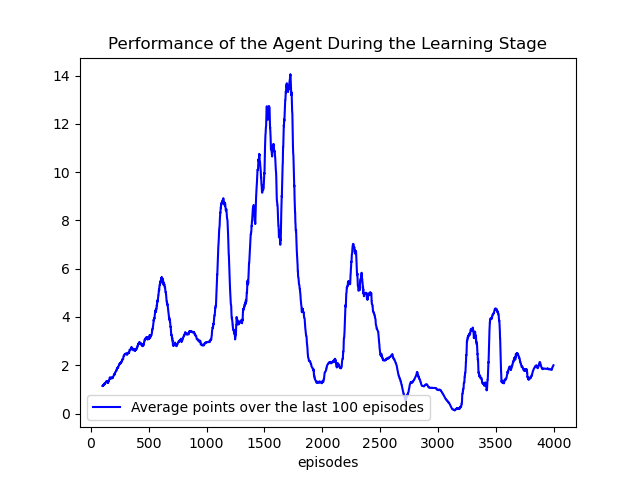 Performance of the Agent During the Learning Stage
14
12
10
8
6
4
2
0
Average points over the last 100 episodes
0 500 1000 1500 2000 2500 3000 3500 4000
episodes